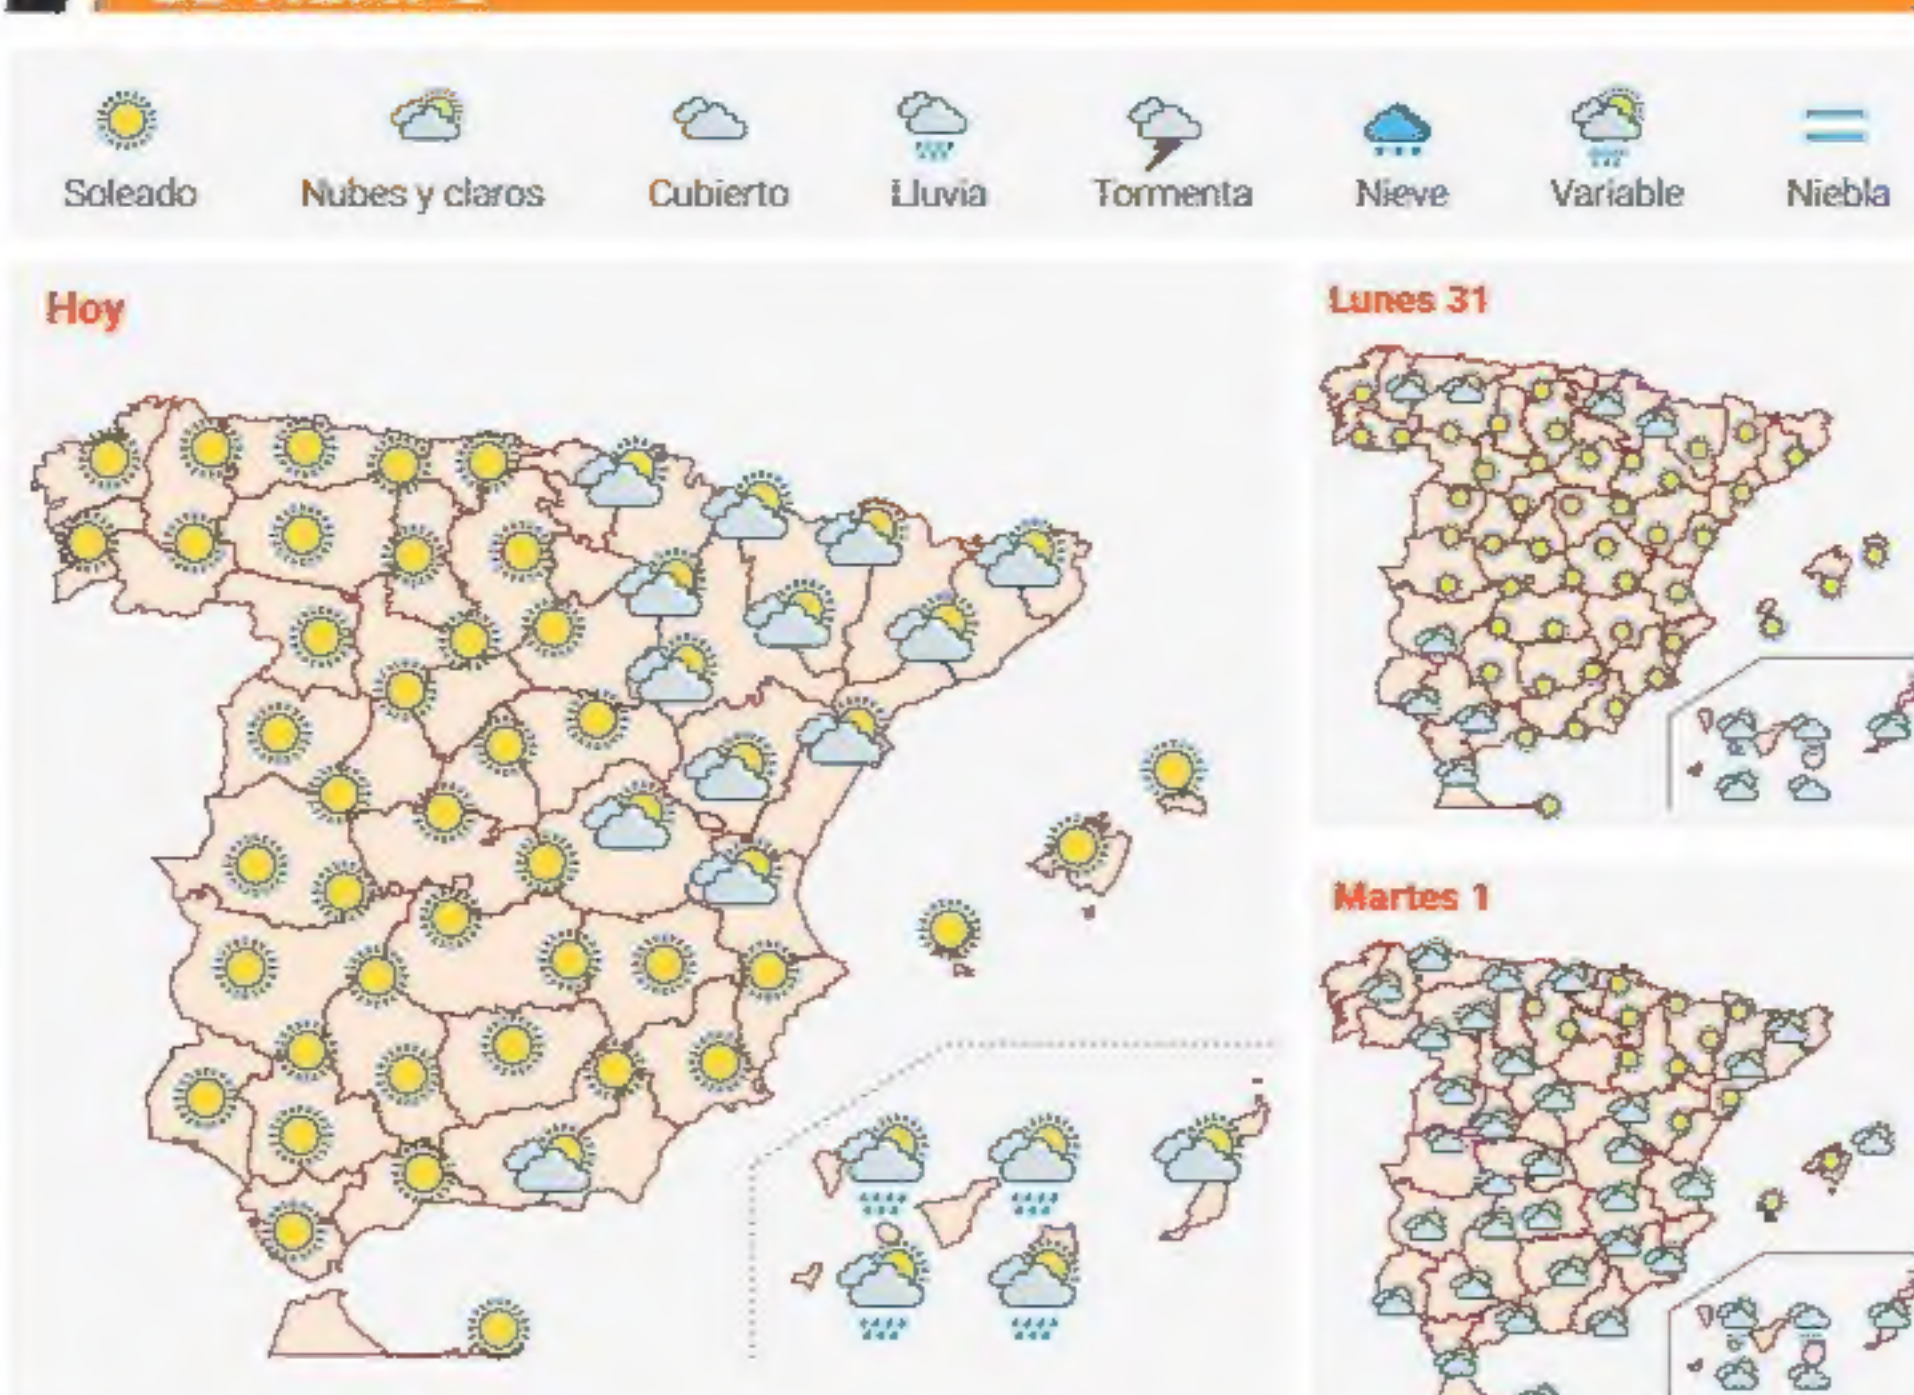 Soleado Nubes y claros Cubierto Lluvia Tormenta Nieve Variable Niebla
Hoy
Lunes 31
Martes 1